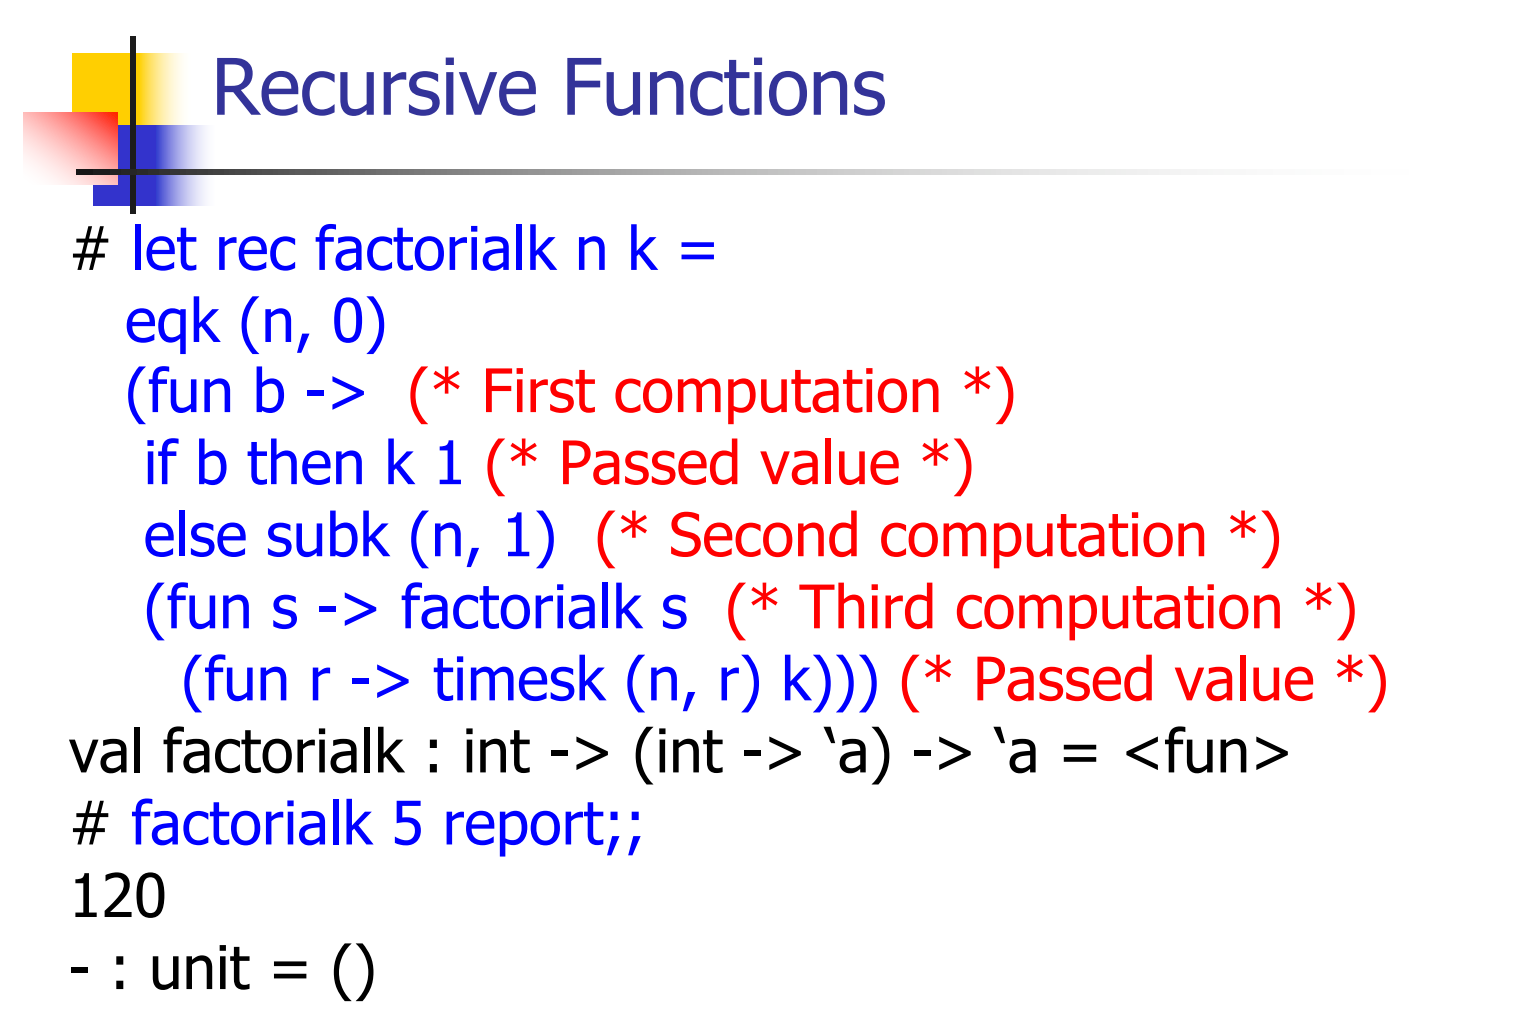 Recursive Functions
# let rec factorialk n k =
eqk (n, 0)
(fun b -> (* First computation *)
if b then k 1 (* Passed value *)
else subk (n, 1) (* Second computation *)
(fun s -> factorialk s (* Third computation *)
(fun r -> timesk (n, r) k))) (* Passed value *)
val factorialk : int -> (int -> ‘a) -> ‘a = <fun>
# factorialk 5 report;;
120
- : unit = ()